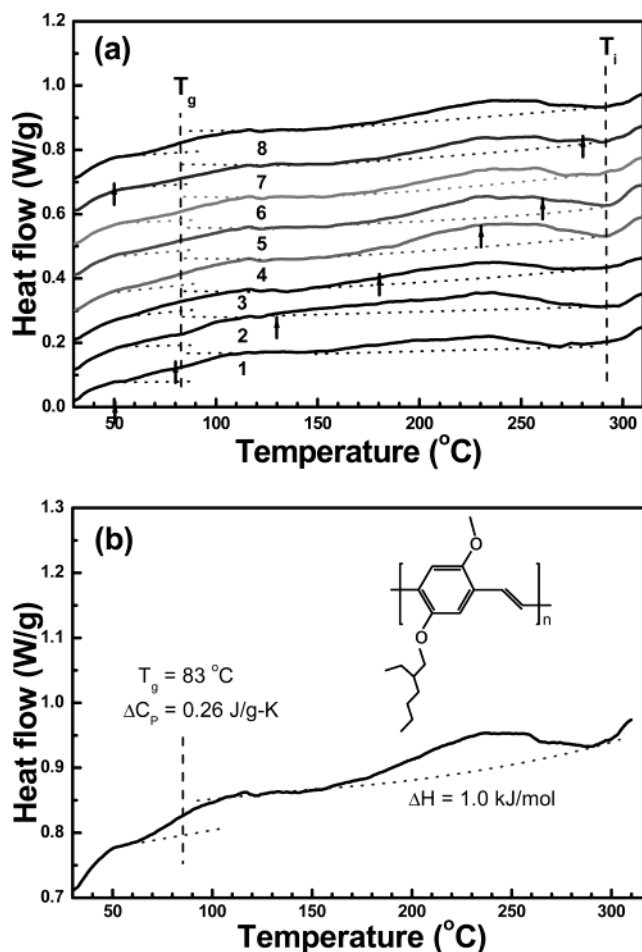 (a)
T_g
T_i
1.0
0.8
0.6
0.4
0.2
0.0
Heat flow (W/g)
8
7
6
5
4
3
2
1
50 100 150 200 250 300
Temperature (°C)
(b)
1.3
1.2
1.1
1.0
0.9
0.8
0.7
Heat flow (W/g)
O
n
O
T_g = 83 °C
ΔC_P = 0.26 J/g-K
ΔH = 1.0 kJ/mol
50 100 150 200 250 300
Temperature (°C)